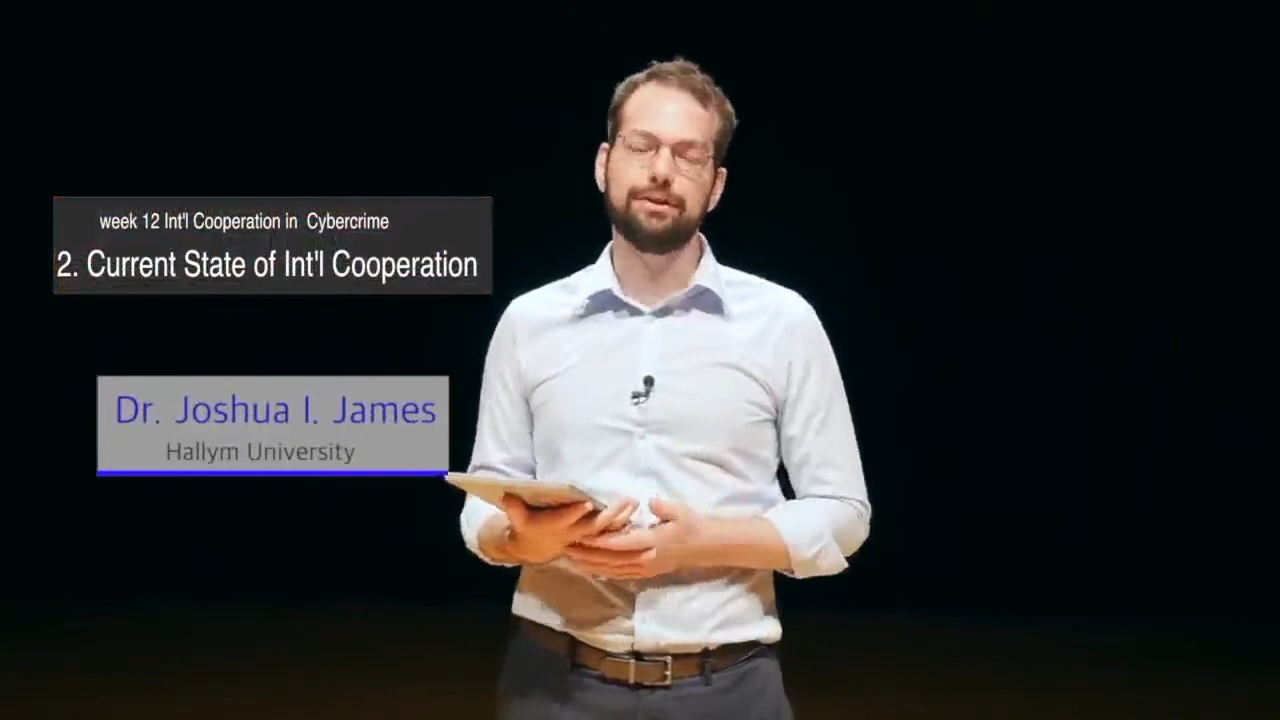 week 12 Int'l Cooperation in Cybercrime
2. Current State of Int'l Cooperation
Dr. Joshua I. James
Hallym University